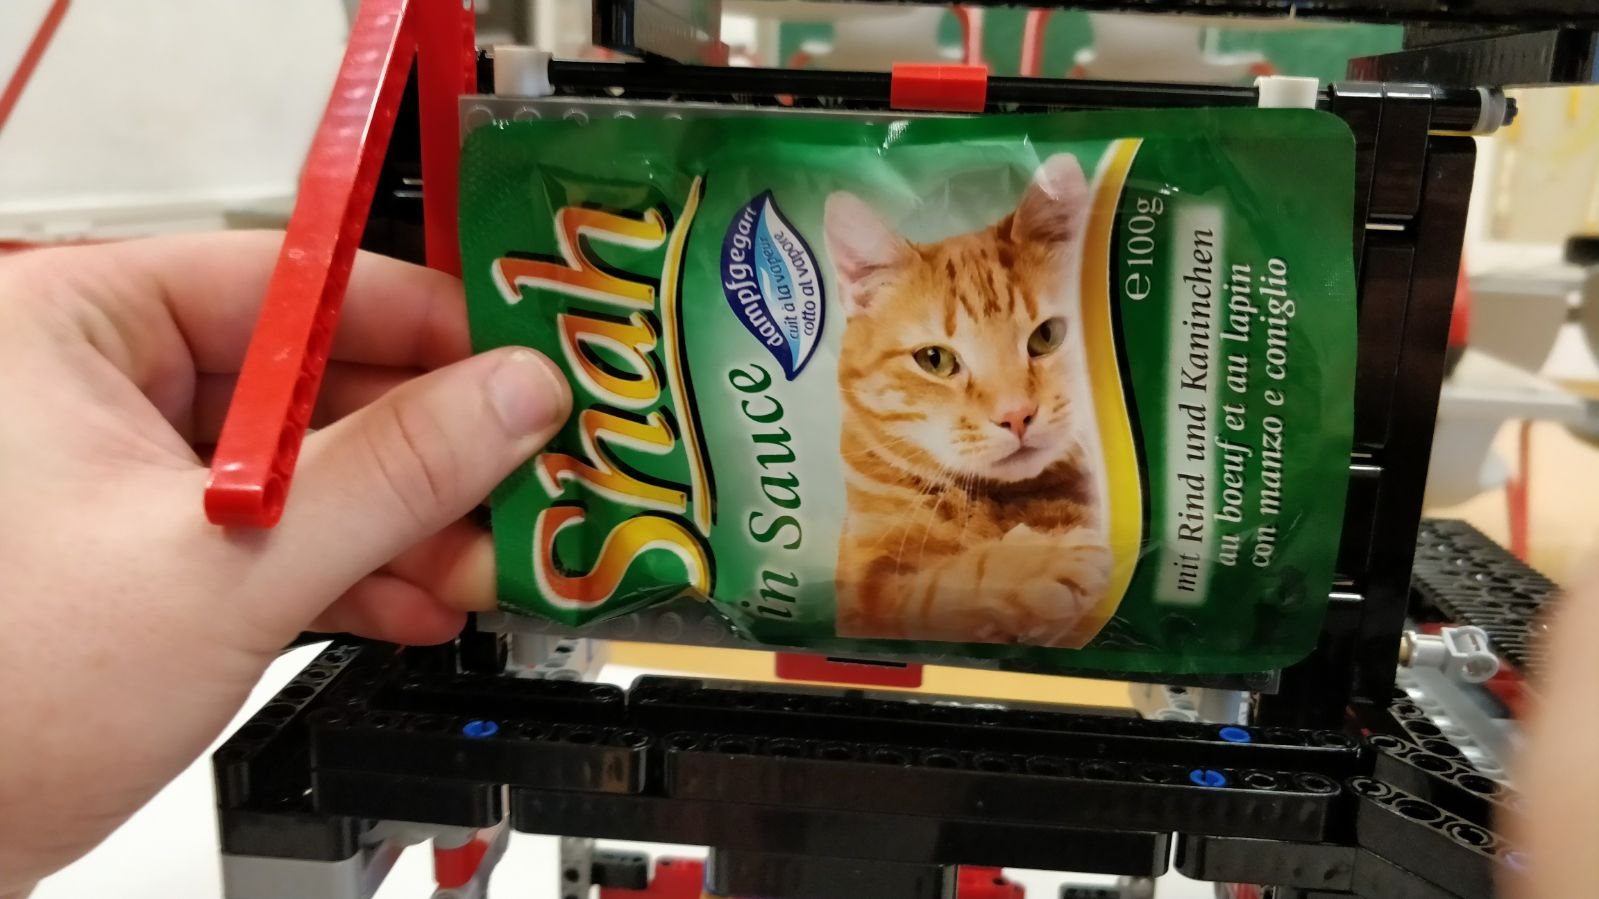 Shah
in Sauce
dampfgegart
cuit à la vapeur
cotto al vapore
℮ 100g
mit Rind und Kaninchen
au boeuf et au lapin
con manzo e coniglio